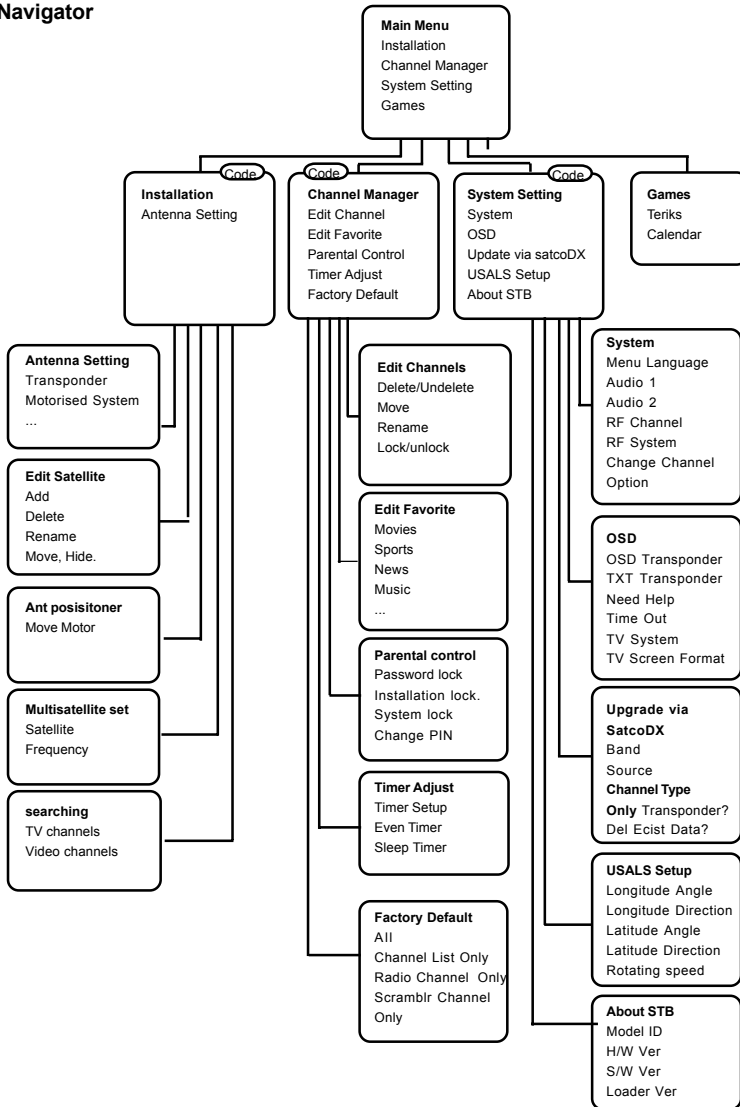 Navigator
Main Menu
Installation
Channel Manager
System Setting
Games
Code
Code
Code
Installation
Antenna Setting
Channel Manager
Edit Channel
Edit Favorite
Parental Control
Timer Adjust
Factory Default
System Setting
System
OSD
Update via satcoDX
USALS Setup
About STB
Games
Teriks
Calendar
Antenna Setting
Transponder
Motorised System
...
Edit Satellite
Add
Delete
Rename
Move, Hide.
Ant posisitoner
Move Motor
Multisatellite set
Satellite
Frequency
searching
TV channels
Video channels
Edit Channels
Delete/Undelete
Move
Rename
Lock/unlock
Edit Favorite
Movies
Sports
News
Music
...
Parental control
Password lock
Installation lock.
System lock
Change PIN
Timer Adjust
Timer Setup
Even Timer
Sleep Timer
Factory Default
All
Channel List Only
Radio Channel Only
Scramblr Channel
Only
System
Menu Language
Audio 1
Audio 2
RF Channel
RF System
Change Channel
Option
OSD
OSD Transponder
TXT Transponder
Need Help
Time Out
TV System
TV Screen Format
Upgrade via
SatcoDX
Band
Source
Channel Type
Only Transponder?
Del Ecist Data?
USALS Setup
Longitude Angle
Longitude Direction
Latitude Angle
Latitude Direction
Rotating speed
About STB
Model ID
H/W Ver
S/W Ver
Loader Ver